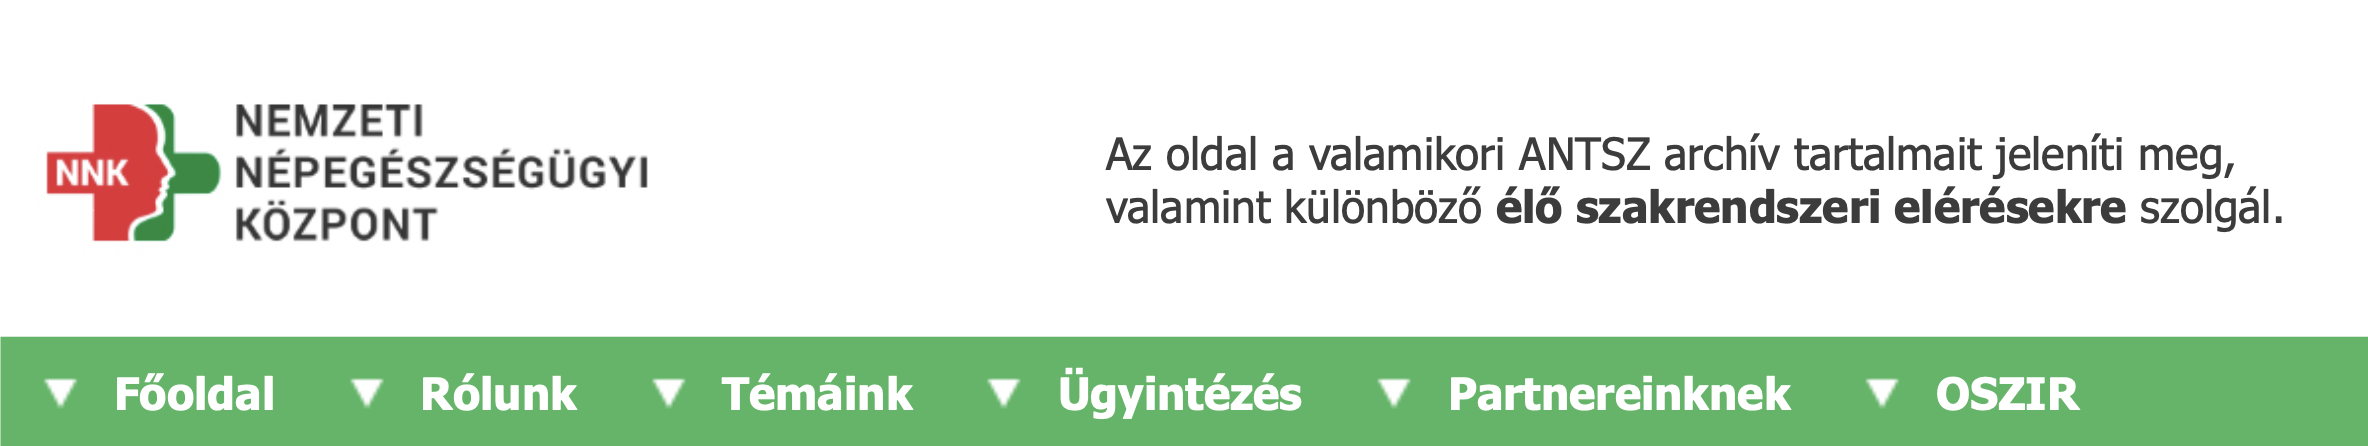 NNK
NEMZETI
NÉPEGÉSZSÉGÜGYI
KÖZPONT
Az oldal a valamikori ANTSZ archív tartalmait jeleníti meg,
valamint különböző élő szakrendszeri elérésekre szolgál.
Főoldal Rólunk Témáink Ügyintézés Partnereinknek OSZIR